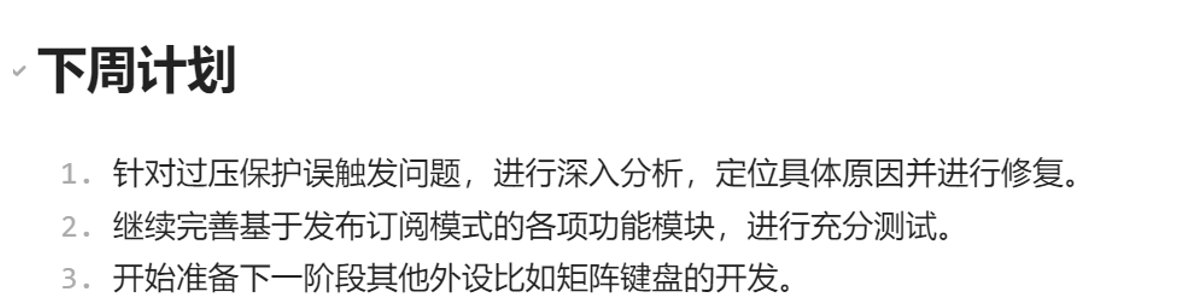 下周计划
1. 针对过压保护误触发问题，进行深入分析，定位具体原因并进行修复。
2. 继续完善基于发布订阅模式的各项功能模块，进行充分测试。
3. 开始准备下一阶段其他外设比如矩阵键盘的开发。